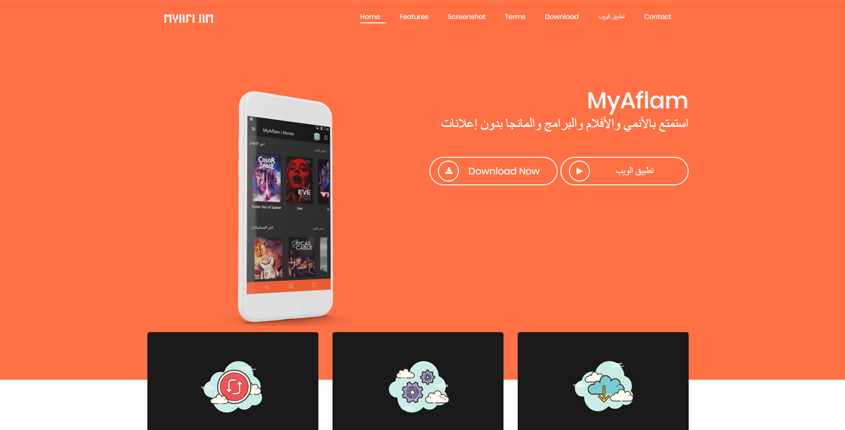 MYAFLAM
Home
Features
Screenshot
Terms
Download
تطبيق الويب
Contact
MyAflam
استمتع بالأنمي والأفلام والبرامج والمانجا بدون إعلانات
Download Now
تطبيق الويب
MyAflam | Home
COLOR
SPACE
EVE
Color Out of Space
Eve
CHICAS
CABLE